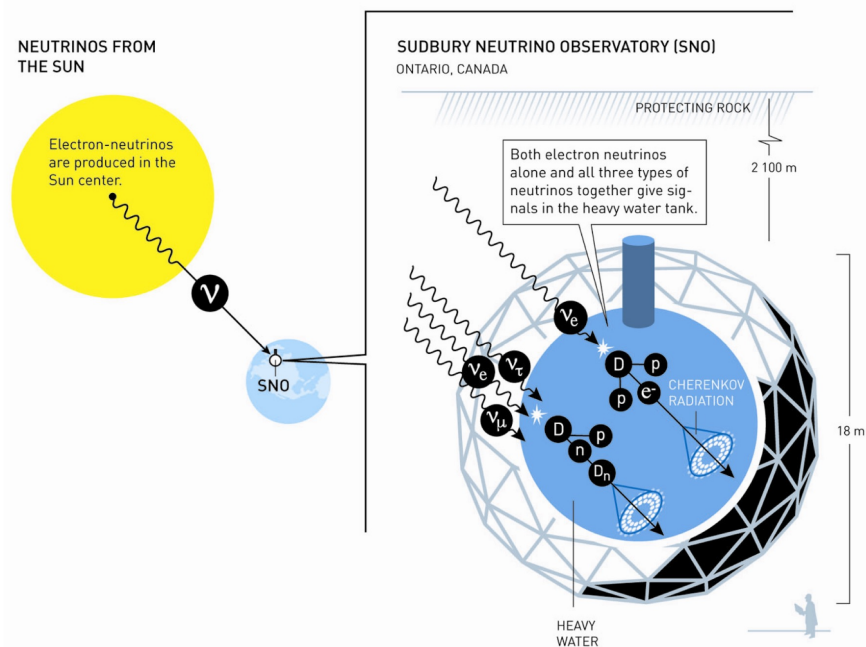 NEUTRINOS FROM
THE SUN
Electron-neutrinos
are produced in the
Sun center.
ν
SNO
SUDBURY NEUTRINO OBSERVATORY (SNO)
ONTARIO, CANADA
PROTECTING ROCK
2 100 m
Both electron neutrinos
alone and all three types of
neutrinos together give sig-
nals in the heavy water tank.
νe
D
p
p
e-
CHERENKOV
RADIATION
νe
ντ
νμ
D
p
n
Dn
18 m
HEAVY
WATER